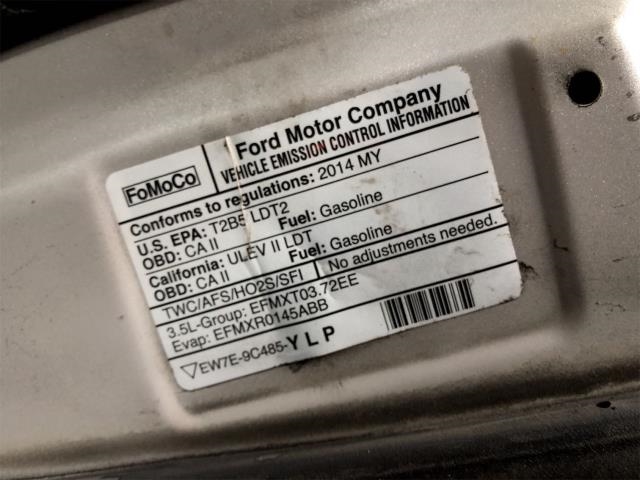 FoMoCo
Ford Motor Company
VEHICLE EMISSION CONTROL INFORMATION
Conforms to regulations: 2014 MY
U.S. EPA: T2B5 LDT2
OBD: CA II Fuel: Gasoline
California: ULEV II LDT
OBD: CA II Fuel: Gasoline
TWC/AFS/HO2S/SFI No adjustments needed.
3.5L-Group: EFMXT03.72EE
Evap: EFMXR0145ABB
EW7E-9C485-YLP